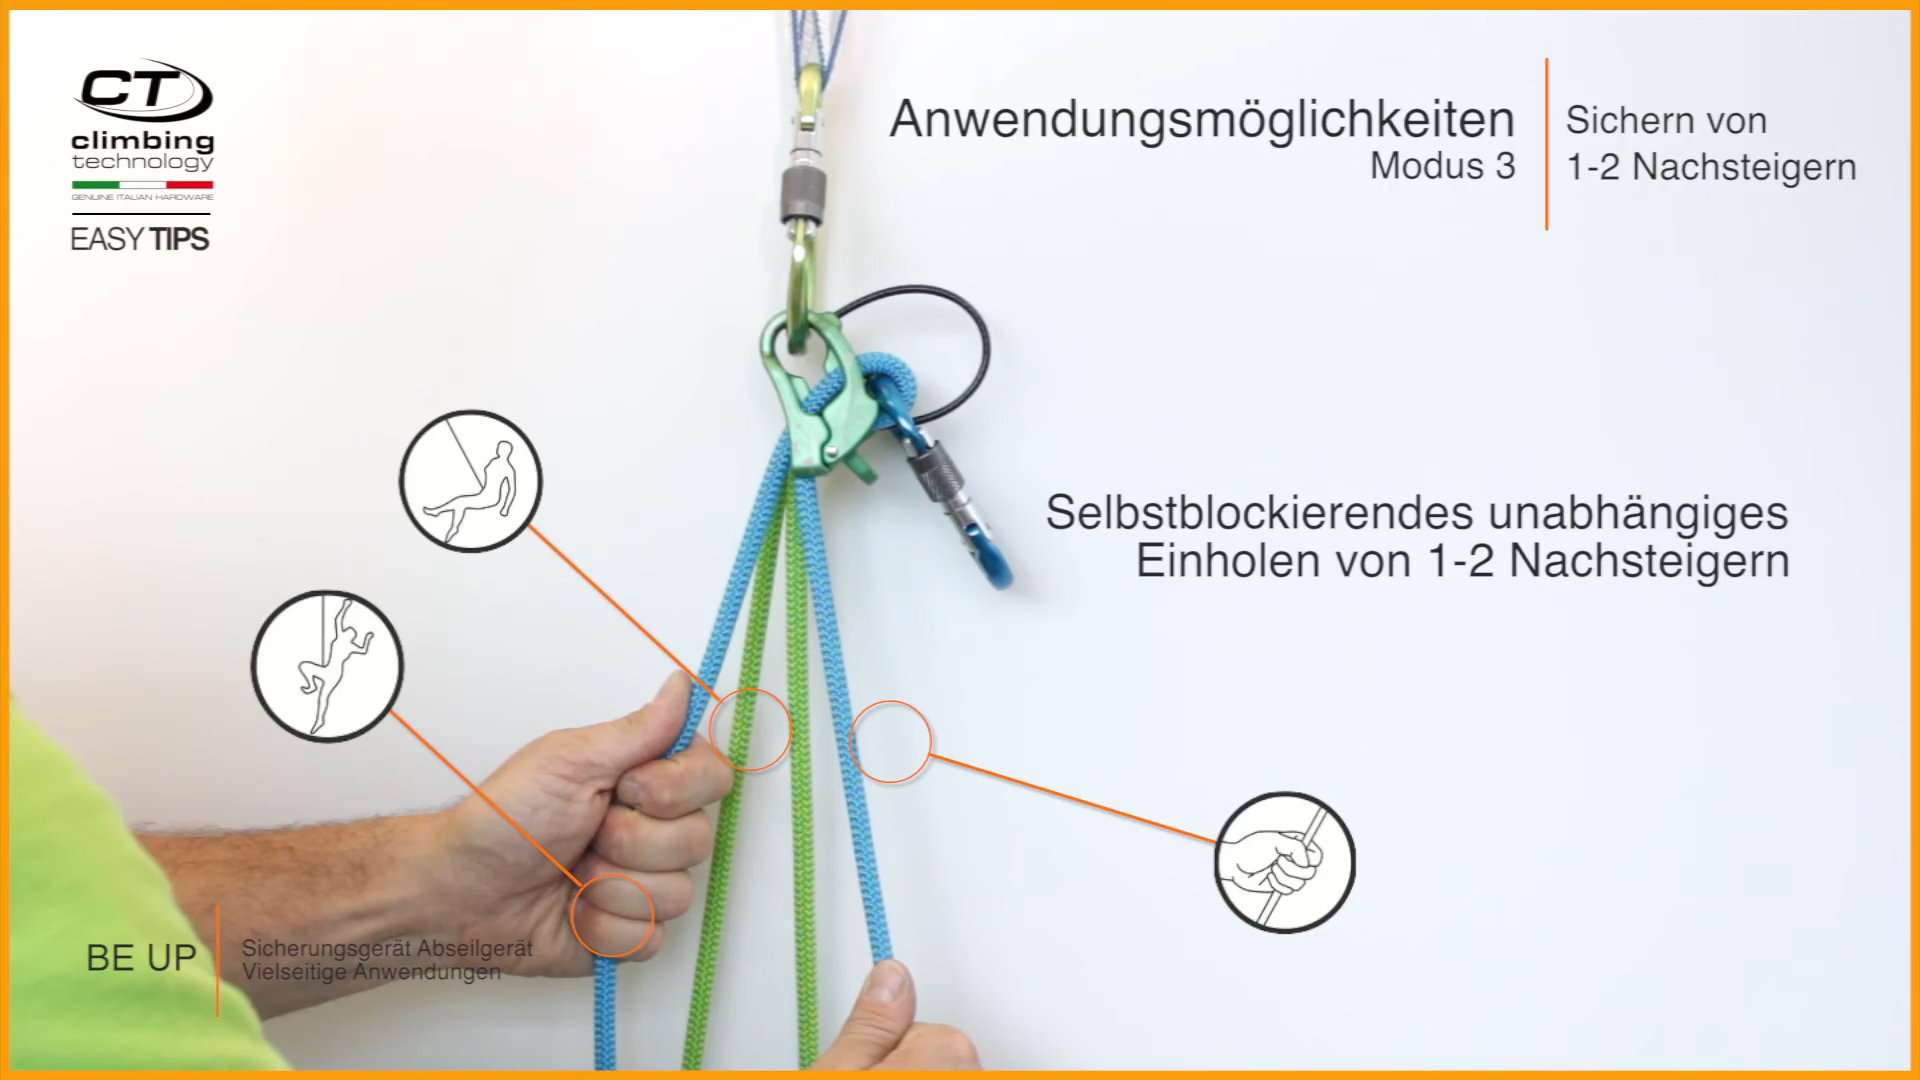 CT
climbing
technology
GENUINE ITALIAN HARDWARE
EASY TIPS
Anwendungsmöglichkeiten
Modus 3
Sichern von
1-2 Nachsteigern
Selbstblockierendes unabhängiges
Einholen von 1-2 Nachsteigern
BE UP
Sicherungsgerät Abseilgerät
Vielseitige Anwendungen